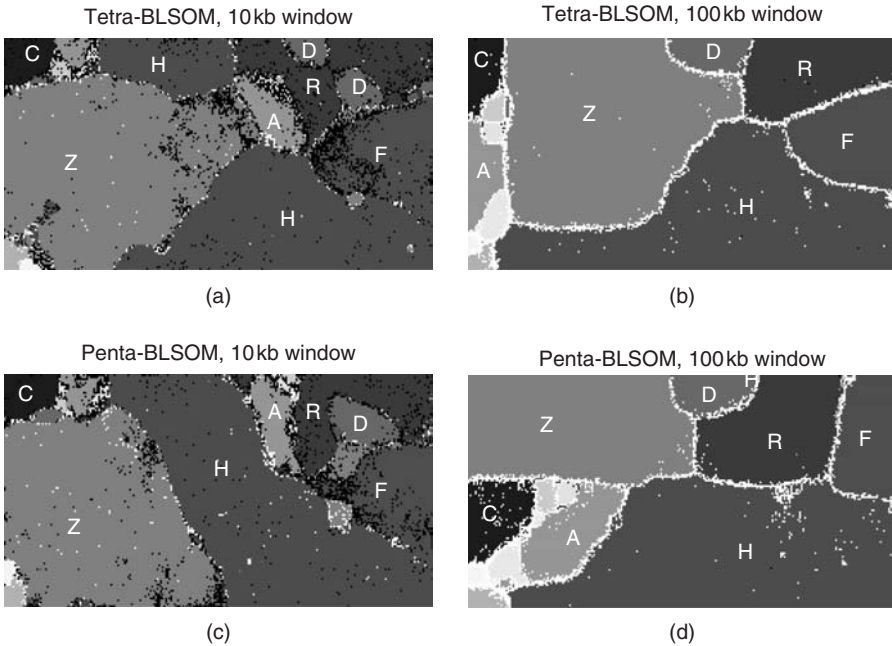 Tetra-BLSOM, 10 kb window
C
H
D
R
D
A
Z
F
H
(a)
Tetra-BLSOM, 100 kb window
C
D
R
Z
F
A
H
(b)
Penta-BLSOM, 10 kb window
C
A
R
D
H
F
Z
(c)
Penta-BLSOM, 100 kb window
H
D
Z
R
F
C
A
H
(d)